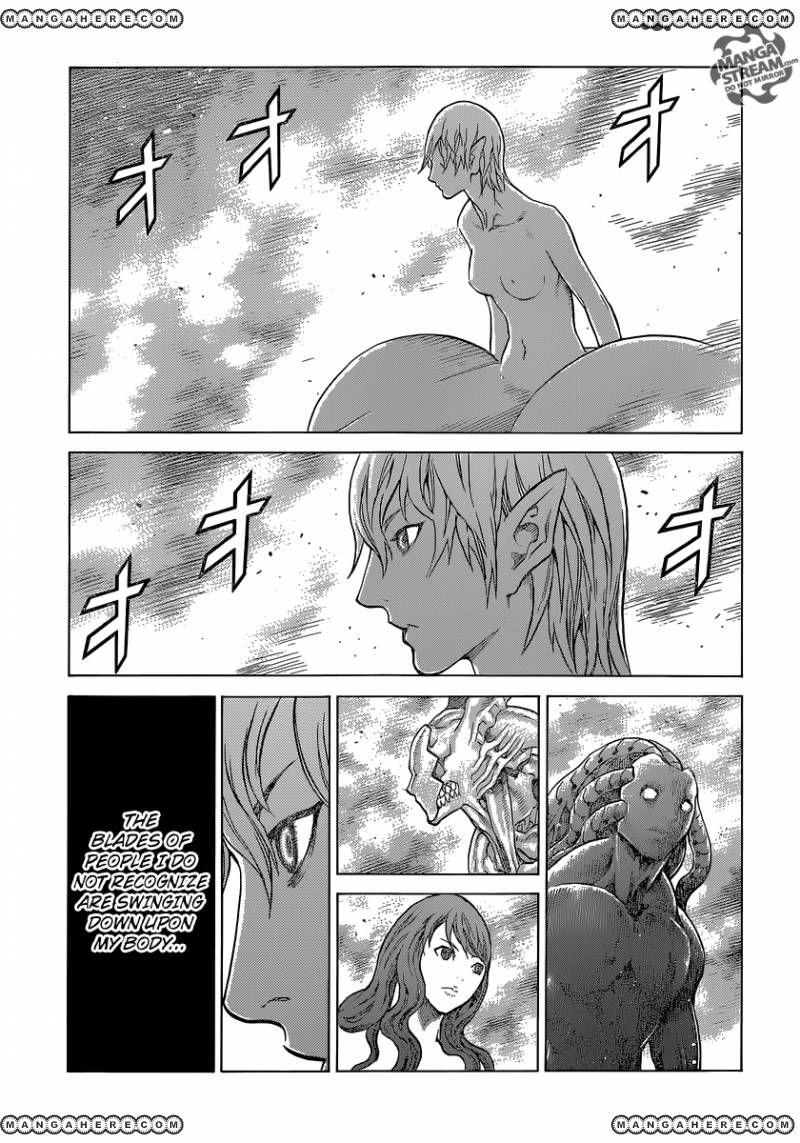 MANGAHERE.COM
MANGAHERE.COM
MANGA
STREAM.com
DO NOT MIRROR!
オ
オ
オ
オ
オ
オ
オ
THE
BLADES OF
PEOPLE I DO
NOT RECOGNIZE
ARE SWINGING
DOWN UPON
MY BODY...
MANGAHERE.COM
MANGAHERE.COM